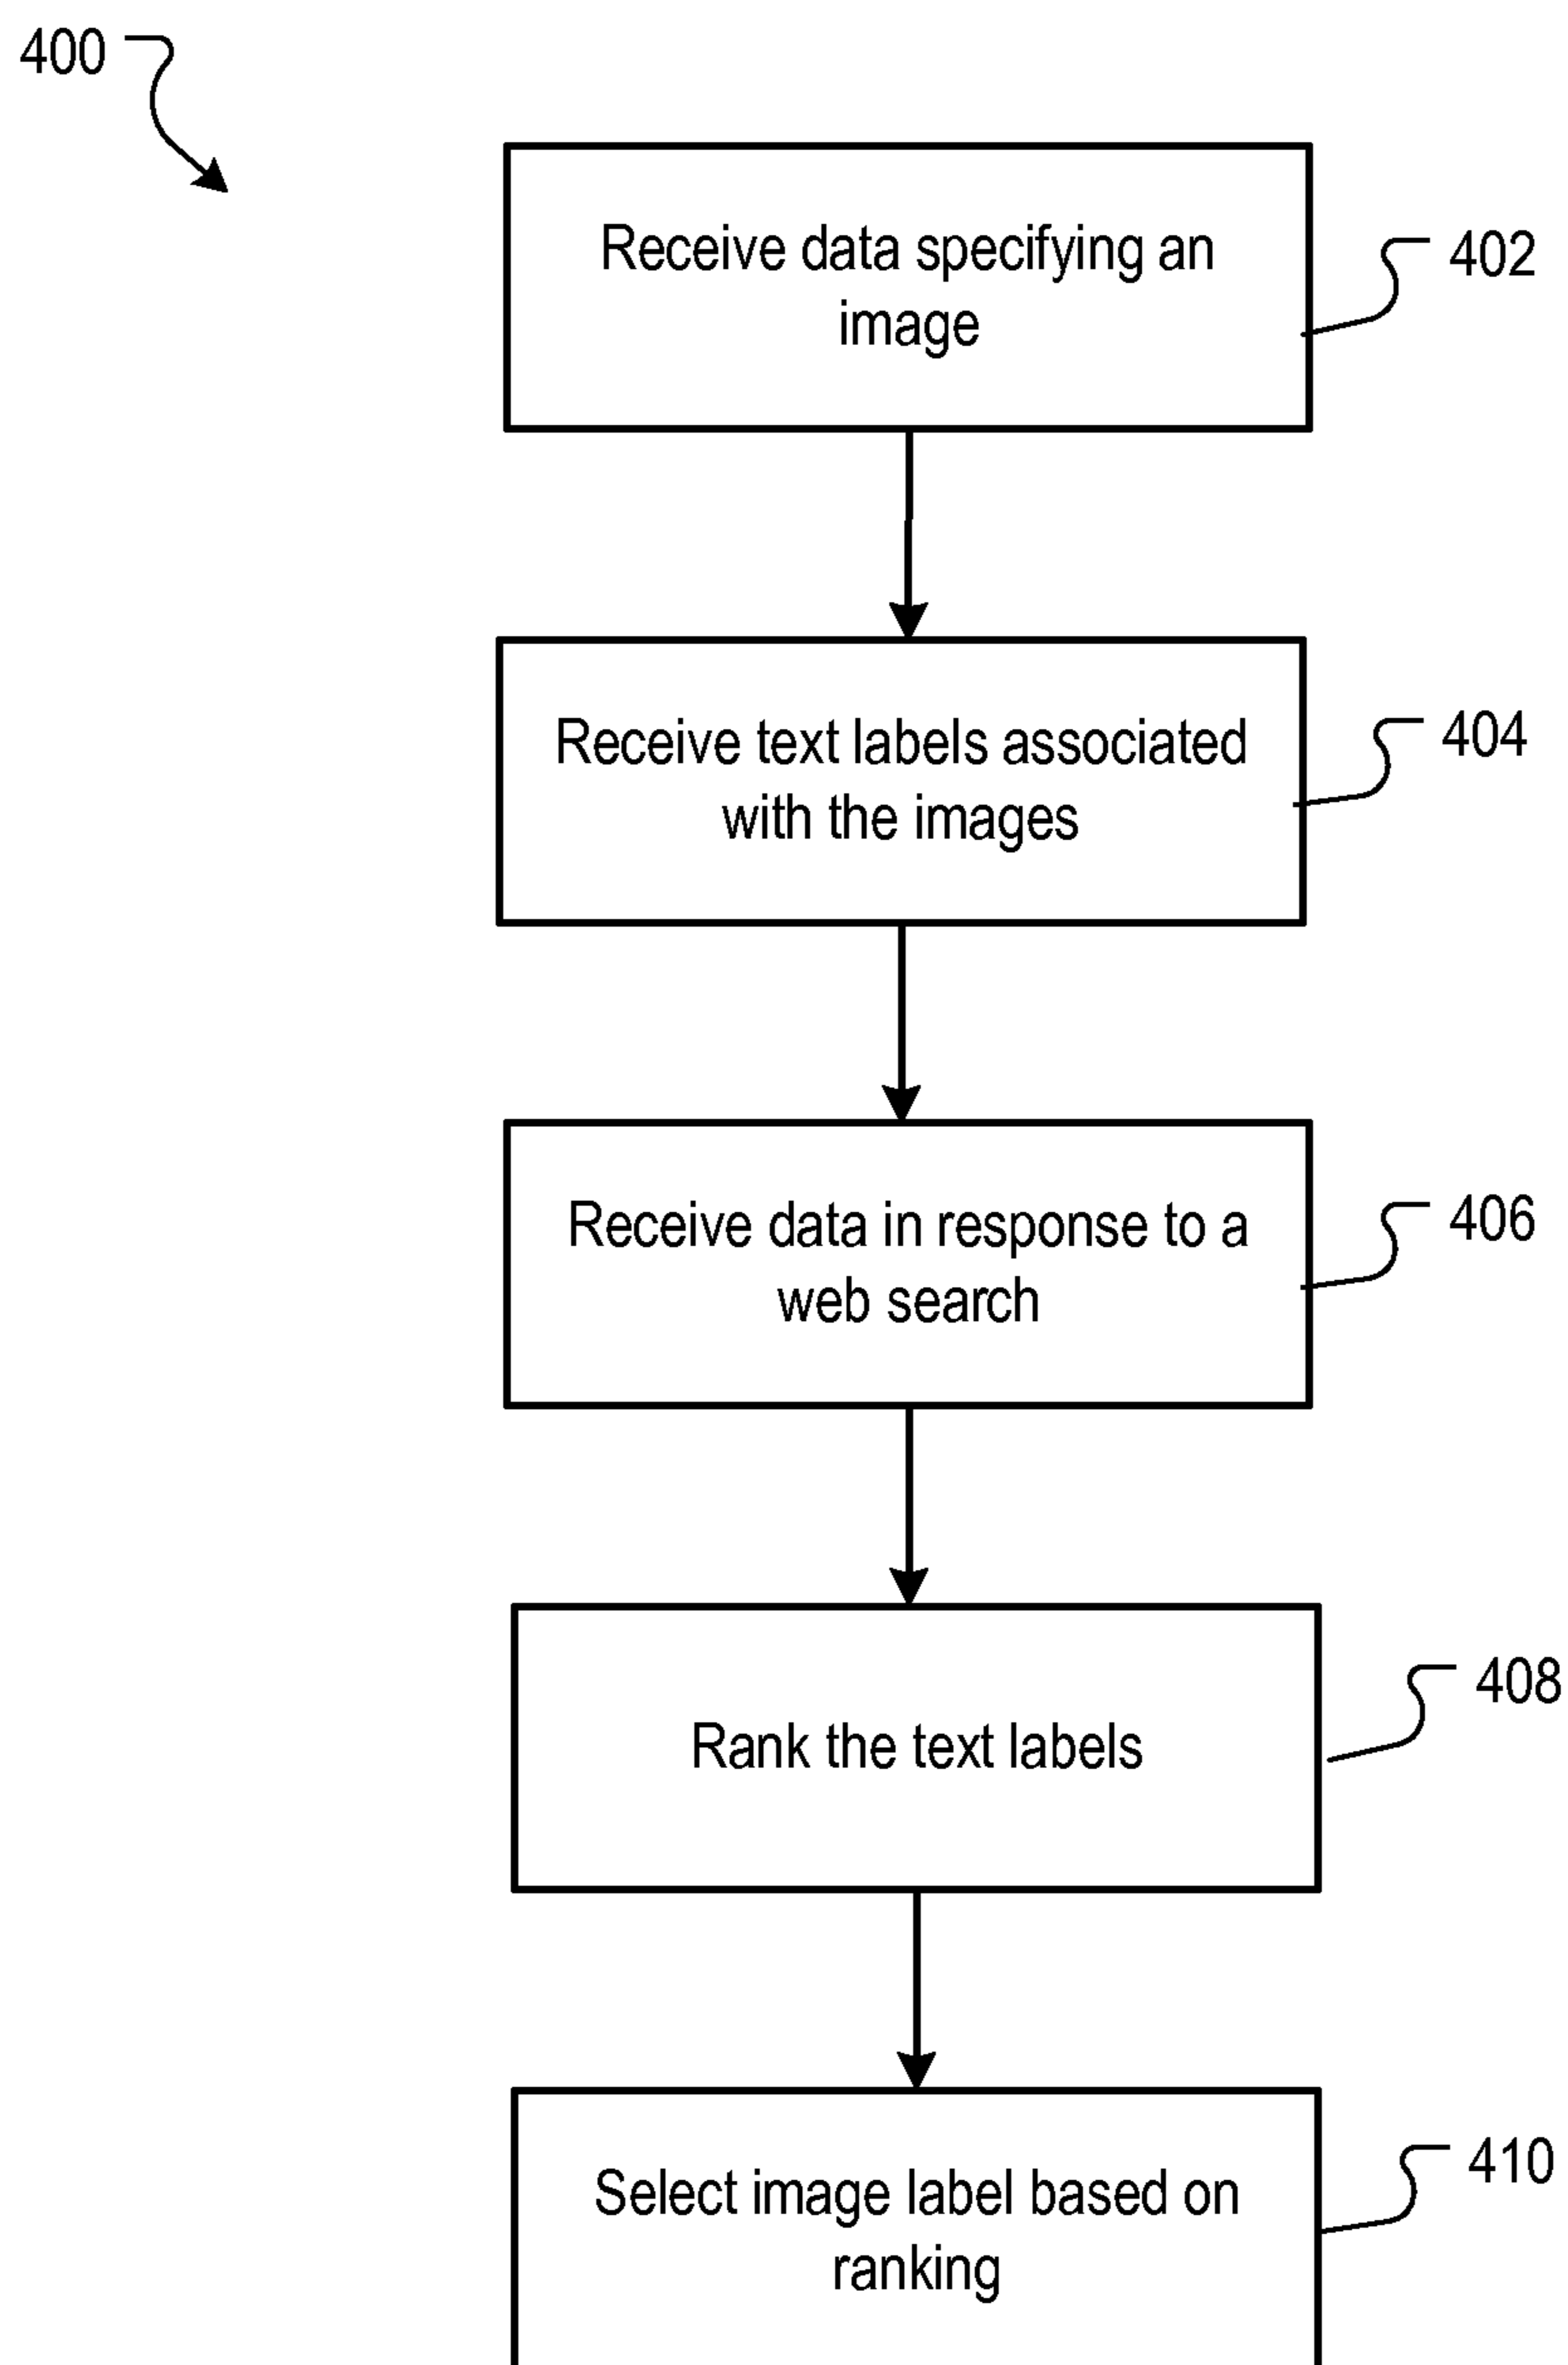 400
Receive data specifying an
image
402
Receive text labels associated
with the images
404
Receive data in response to a
web search
406
Rank the text labels
408
Select image label based on
ranking
410